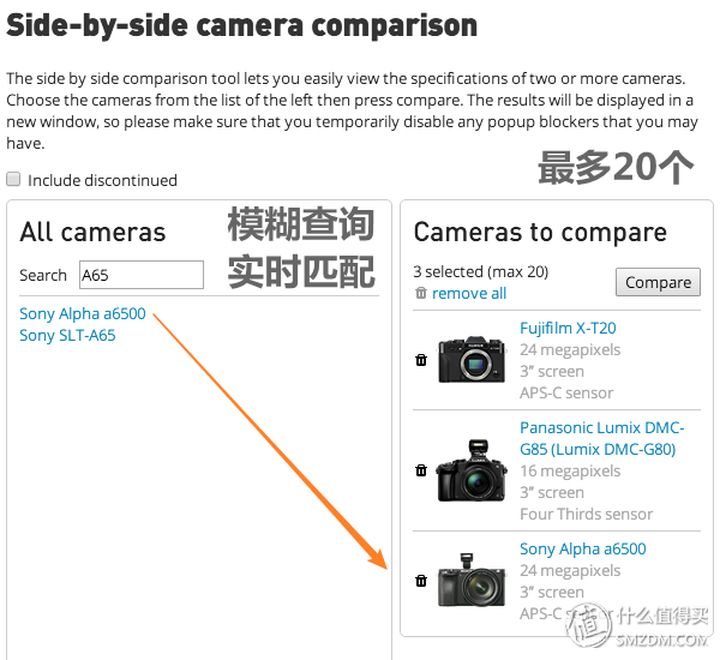 Side-by-side camera comparison
The side by side comparison tool lets you easily view the specifications of two or more cameras.
Choose the cameras from the list of the left then press compare. The results will be displayed in a
new window, so please make sure that you temporarily disable any popup blockers that you may
have.
最多20个
Include discontinued
All cameras
模糊查询
实时匹配
Search A65
Sony Alpha a6500
Sony SLT-A65
Cameras to compare
3 selected (max 20)
remove all
Compare
Fujifilm X-T20
24 megapixels
3” screen
APS-C sensor
Panasonic Lumix DMC-
G85 (Lumix DMC-G80)
16 megapixels
3” screen
Four Thirds sensor
Sony Alpha a6500
24 megapixels
3” screen
APS-C sensor
值 什么值得买
SMZDM.COM